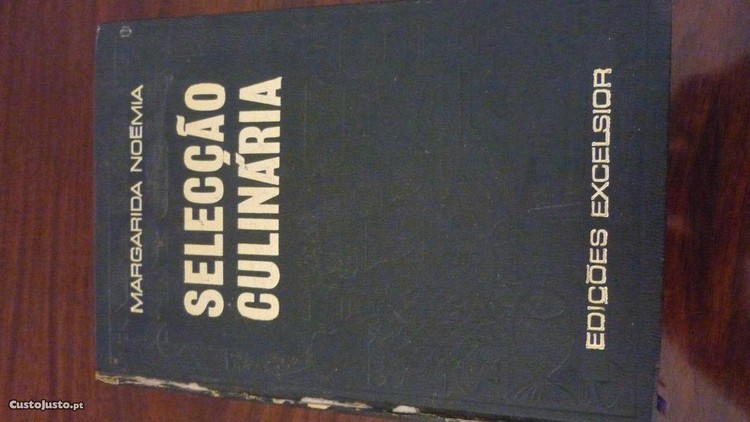 MARGARIDA NOÉMIA
SELECÇÃO
CULINÁRIA
EDIÇÕES EXCELSIOR
CustoJusto.pt